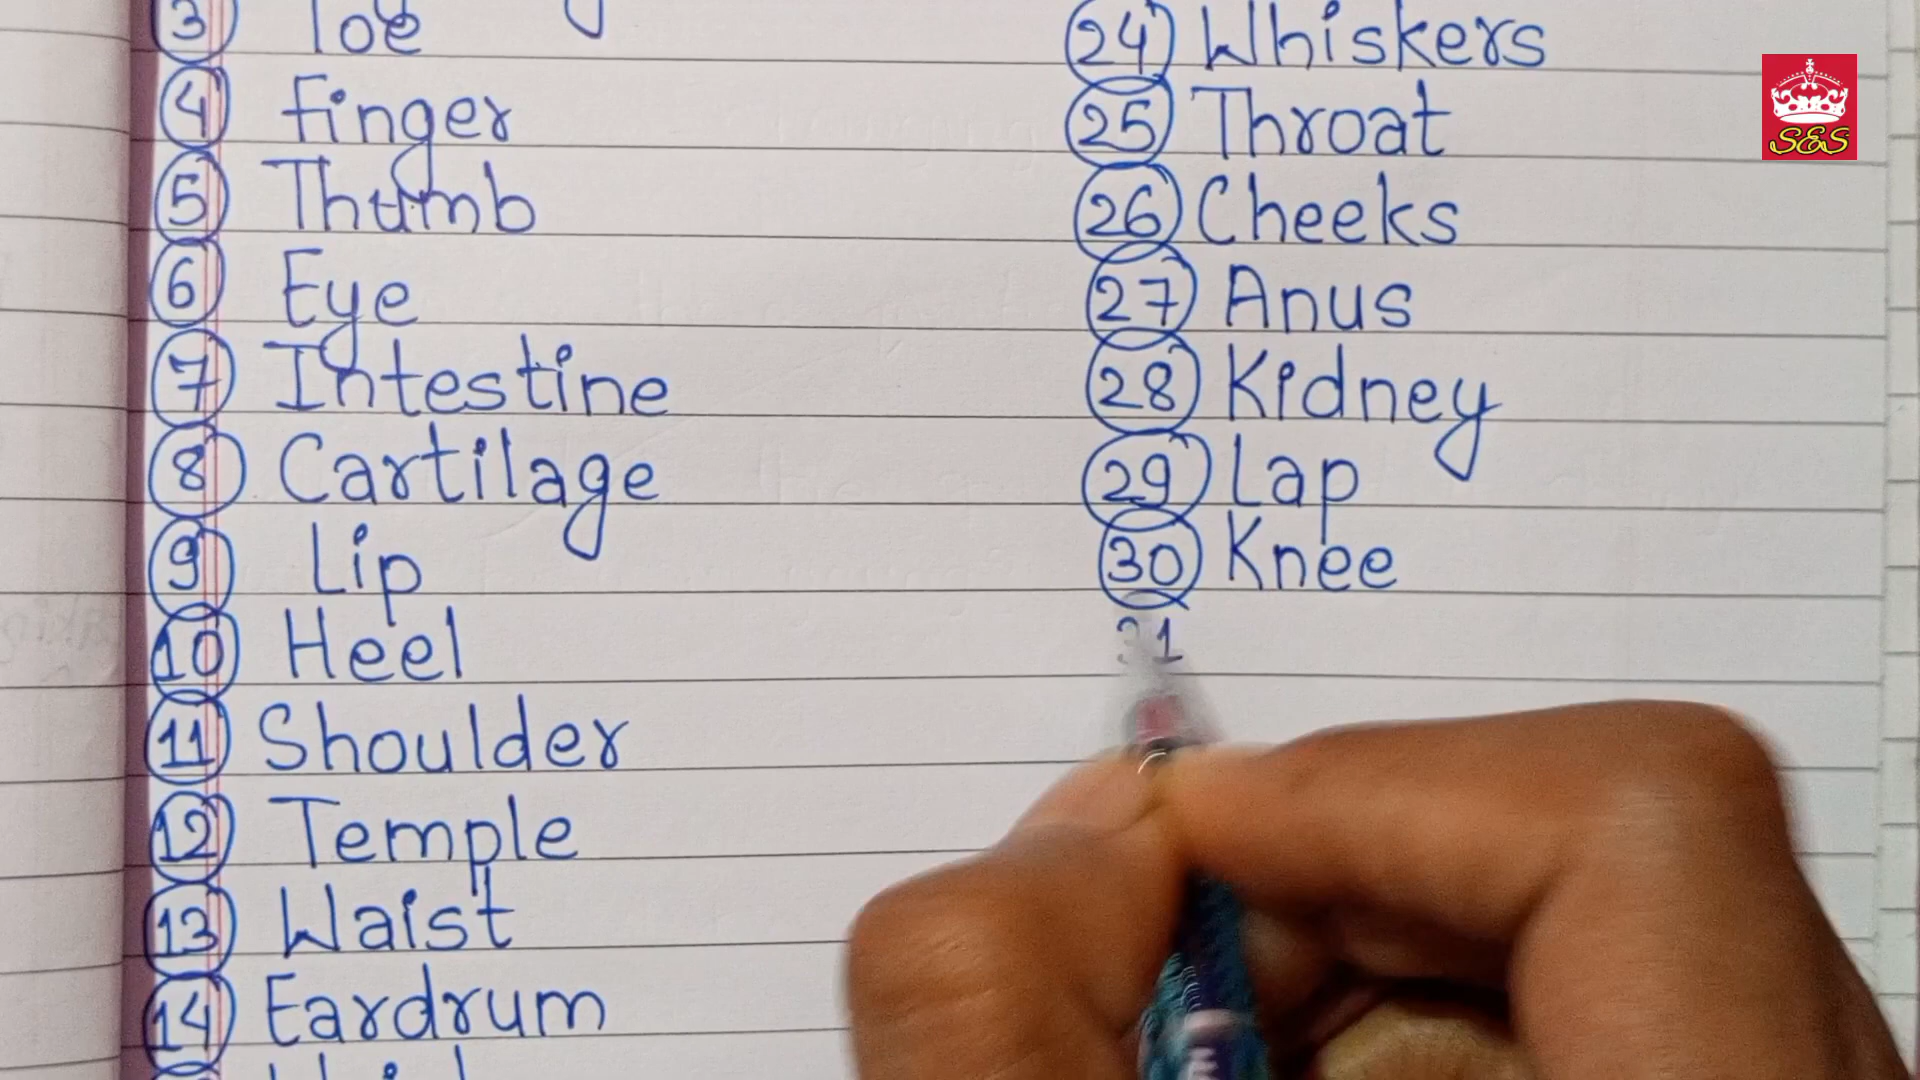 3 Toe
4 Finger
5 Thumb
6 Eye
7 Intestine
8 Cartilage
9 Lip
10 Heel
11 Shoulder
12 Temple
13 Waist
14 Eardrum
24 Whiskers
25 Throat
26 Cheeks
27 Anus
28 Kidney
29 Lap
30 Knee
31
S&S